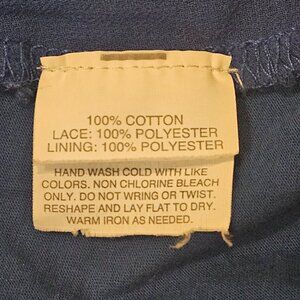 100% COTTON
LACE: 100% POLYESTER
LINING: 100% POLYESTER
HAND WASH COLD WITH LIKE
COLORS. NON CHLORINE BLEACH
ONLY. DO NOT WRING OR TWIST.
RESHAPE AND LAY FLAT TO DRY.
WARM IRON AS NEEDED.